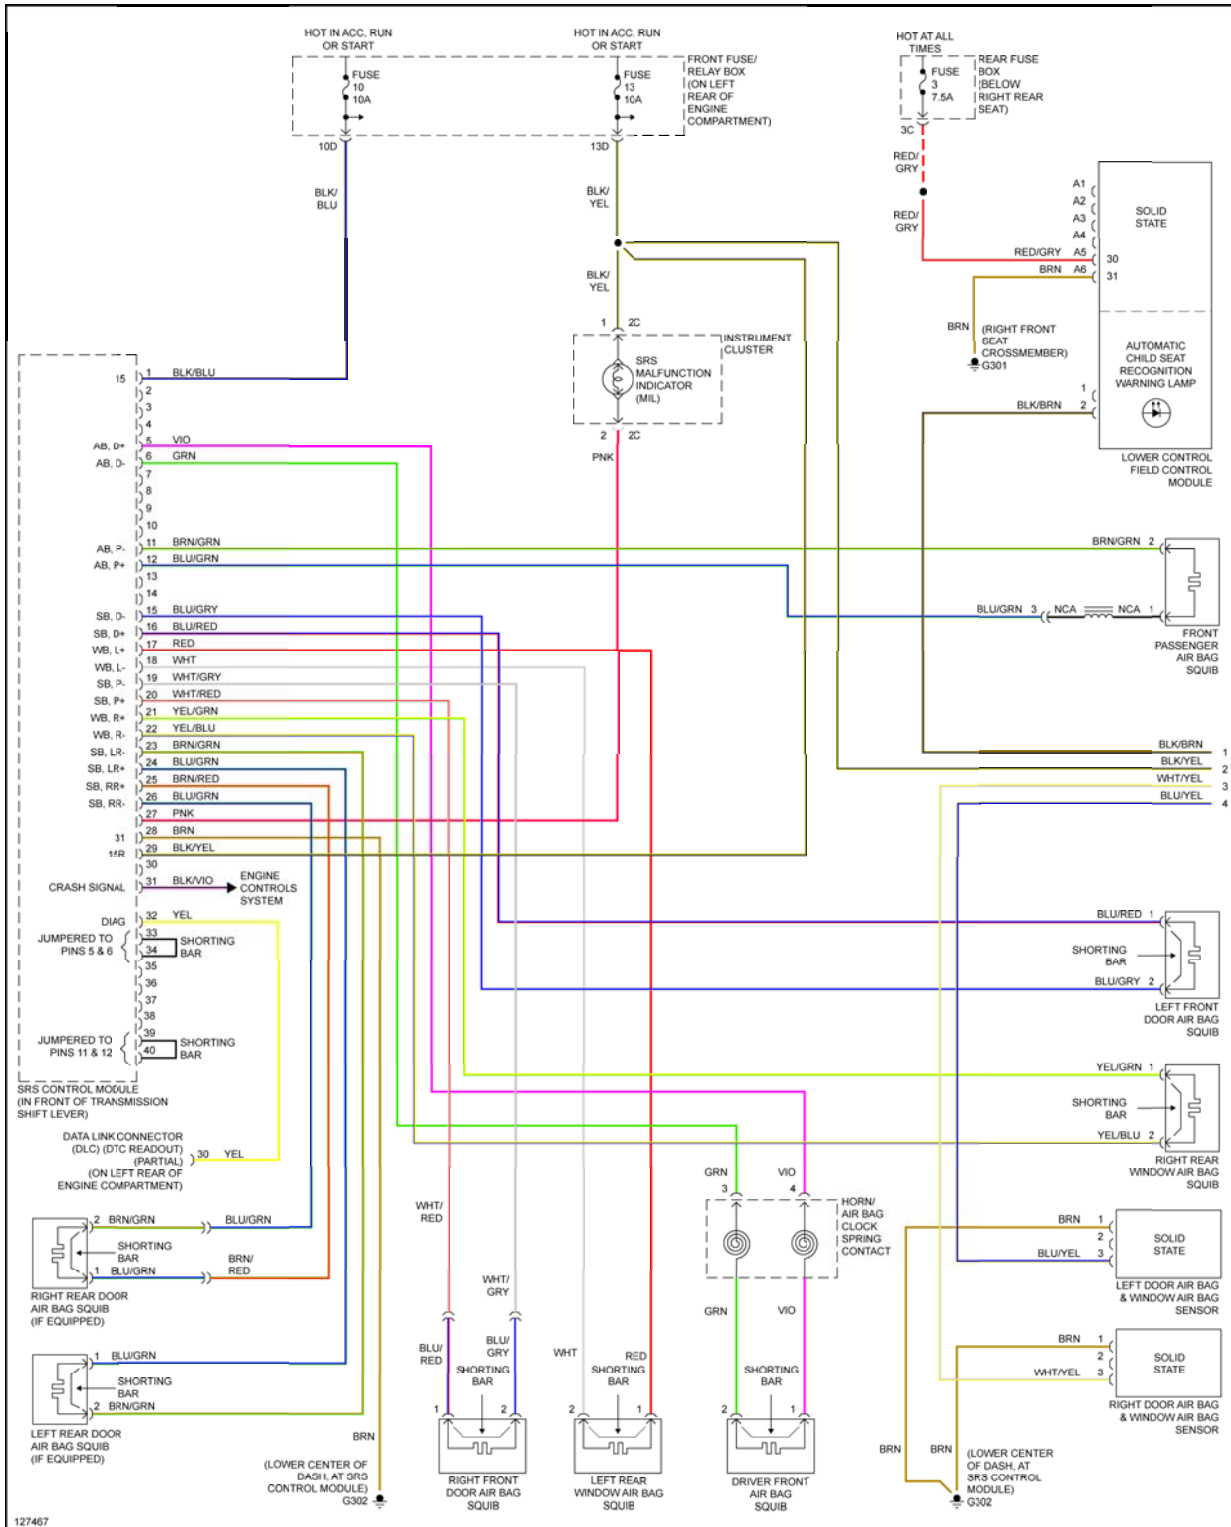 HOT IN ACC, RUN
OR START
HOT IN ACC, RUN
OR START
HOT AT ALL
TIMES
FUSE
10
10A
FUSE
13
10A
FRONT FUSE/
RELAY BOX
(ON LEFT
REAR OF
ENGINE
COMPARTMENT)
FUSE
3
7.5A
REAR FUSE
BOX
(BELOW
RIGHT REAR
SEAT)
10D
13D
3C
BLK/
BLU
BLK/
YEL
RED/
GRY
RED/
GRY
BLK/
YEL
A1
A2
A3
A4
RED/GRY A5
BRN A6
30
31
SOLID
STATE
BRN
(RIGHT FRONT
SEAT
CROSSMEMBER)
G301
AUTOMATIC
CHILD SEAT
RECOGNITION
WARNING LAMP
1
BLK/BRN 2
LOWER CONTROL
FIELD CONTROL
MODULE
1 2C
INSTRUMENT
CLUSTER
SRS
MALFUNCTION
INDICATOR
(MIL)
2 2C
PNK
15 1 BLK/BLU
2
3
4
AB, D+ 5 VIO
AB, D- 6 GRN
7
8
9
10
AB, P- 11 BRN/GRN
AB, P+ 12 BLU/GRN
13
14
SB, D- 15 BLU/GRY
SB, D+ 16 BLU/RED
WB, L+ 17 RED
WB, L- 18 WHT
SB, P- 19 WHT/GRY
SB, P+ 20 WHT/RED
WB, R+ 21 YEL/GRN
WB, R- 22 YEL/BLU
SB, LR- 23 BRN/GRN
SB, LR+ 24 BLU/GRN
SB, RR+ 25 BRN/RED
SB, RR- 26 BLU/GRN
27 PNK
31 28 BRN
15R 29 BLK/YEL
30
CRASH SIGNAL 31 BLK/VIO
ENGINE
CONTROLS
SYSTEM
DIAG 32 YEL
JUMPERED TO
PINS 5 & 6
33
34
SHORTING
BAR
35
36
37
38
JUMPERED TO
PINS 11 & 12
39
40
SHORTING
BAR
SRS CONTROL MODULE
(IN FRONT OF TRANSMISSION
SHIFT LEVER)
DATA LINK CONNECTOR
(DLC) (DTC READOUT)
(PARTIAL)
(ON LEFT REAR OF
ENGINE COMPARTMENT)
30 YEL
2 BRN/GRN
BLU/GRN
SHORTING
BAR
1 BLU/GRN
BRN/
RED
RIGHT REAR DOOR
AIR BAG SQUIB
(IF EQUIPPED)
1 BLU/GRN
SHORTING
BAR
2 BRN/GRN
LEFT REAR DOOR
AIR BAG SQUIB
(IF EQUIPPED)
BRN
(LOWER CENTER OF
DASH, AT SRS
CONTROL MODULE)
G302
BRN/GRN 2
BLU/GRN 3 NCA NCA 1
FRONT
PASSENGER
AIR BAG
SQUIB
BLK/BRN 1
BLK/YEL 2
WHT/YEL 3
BLU/YEL 4
BLU/RED 1
SHORTING
BAR
BLU/GRY 2
LEFT FRONT
DOOR AIR BAG
SQUIB
YEL/GRN 1
SHORTING
BAR
YEL/BLU 2
RIGHT REAR
WINDOW AIR BAG
SQUIB
GRN
3
VIO
4
HORN/
AIR BAG
CLOCK
SPRING
CONTACT
GRN
VIO
WHT/
RED
WHT/
GRY
BLU/
RED
BLU/
GRY
WHT
RED
SHORTING
BAR
SHORTING
BAR
SHORTING
BAR
1 2
2 1
2 1
RIGHT FRONT
DOOR AIR BAG
SQUIB
LEFT REAR
WINDOW AIR BAG
SQUIB
DRIVER FRONT
AIR BAG
SQUIB
BRN 1
2
BLU/YEL 3
SOLID
STATE
LEFT DOOR AIR BAG
& WINDOW AIR BAG
SENSOR
BRN 1
2
WHT/YEL 3
SOLID
STATE
RIGHT DOOR AIR BAG
& WINDOW AIR BAG
SENSOR
BRN
BRN
(LOWER CENTER
OF DASH, AT
SRS CONTROL
MODULE)
G302
127467